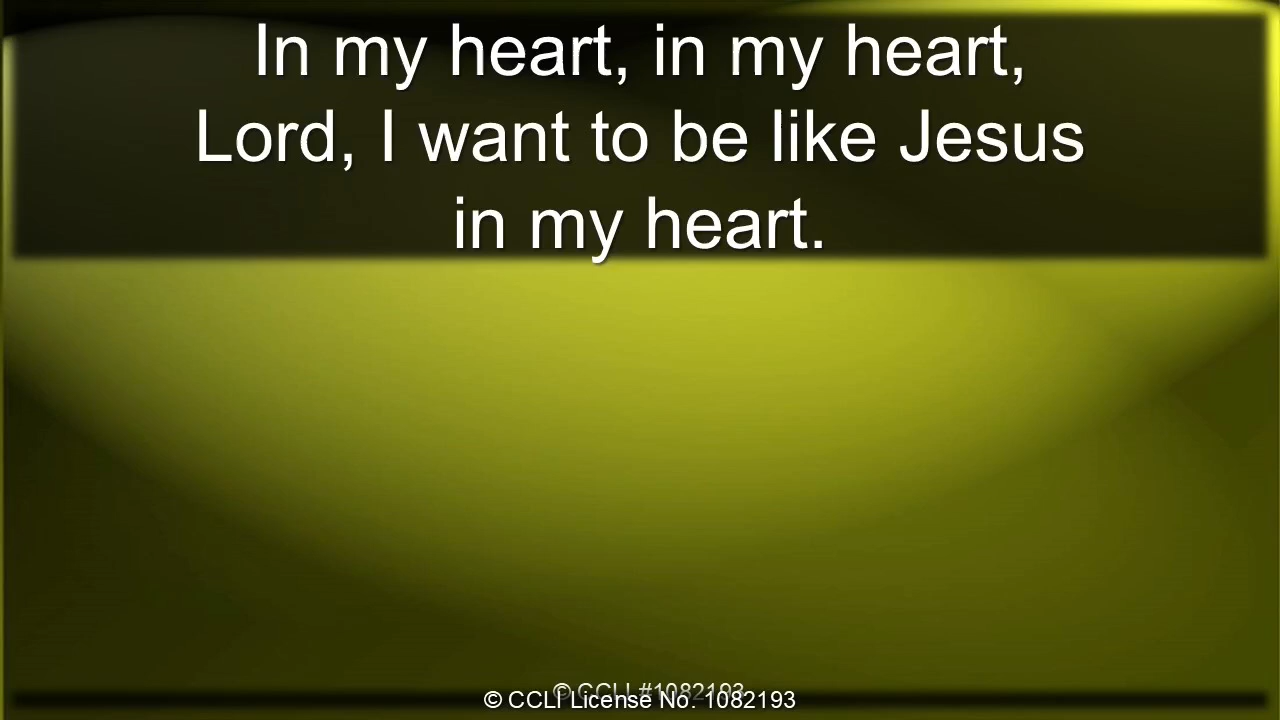 In my heart, in my heart,
Lord, I want to be like Jesus
in my heart.
© CCLI #1082193
© CCLI License No. 1082193